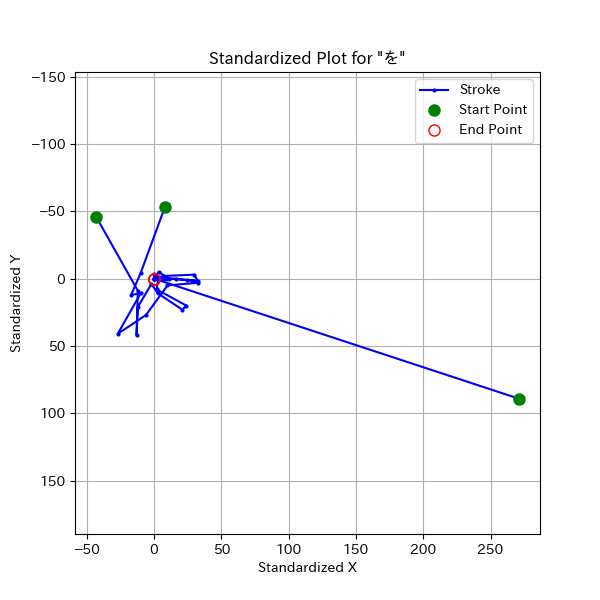 Standardized Plot for "を"
Stroke
Start Point
End Point
−150
−100
−50
0
50
100
150
Standardized Y
−50 0 50 100 150 200 250
Standardized X